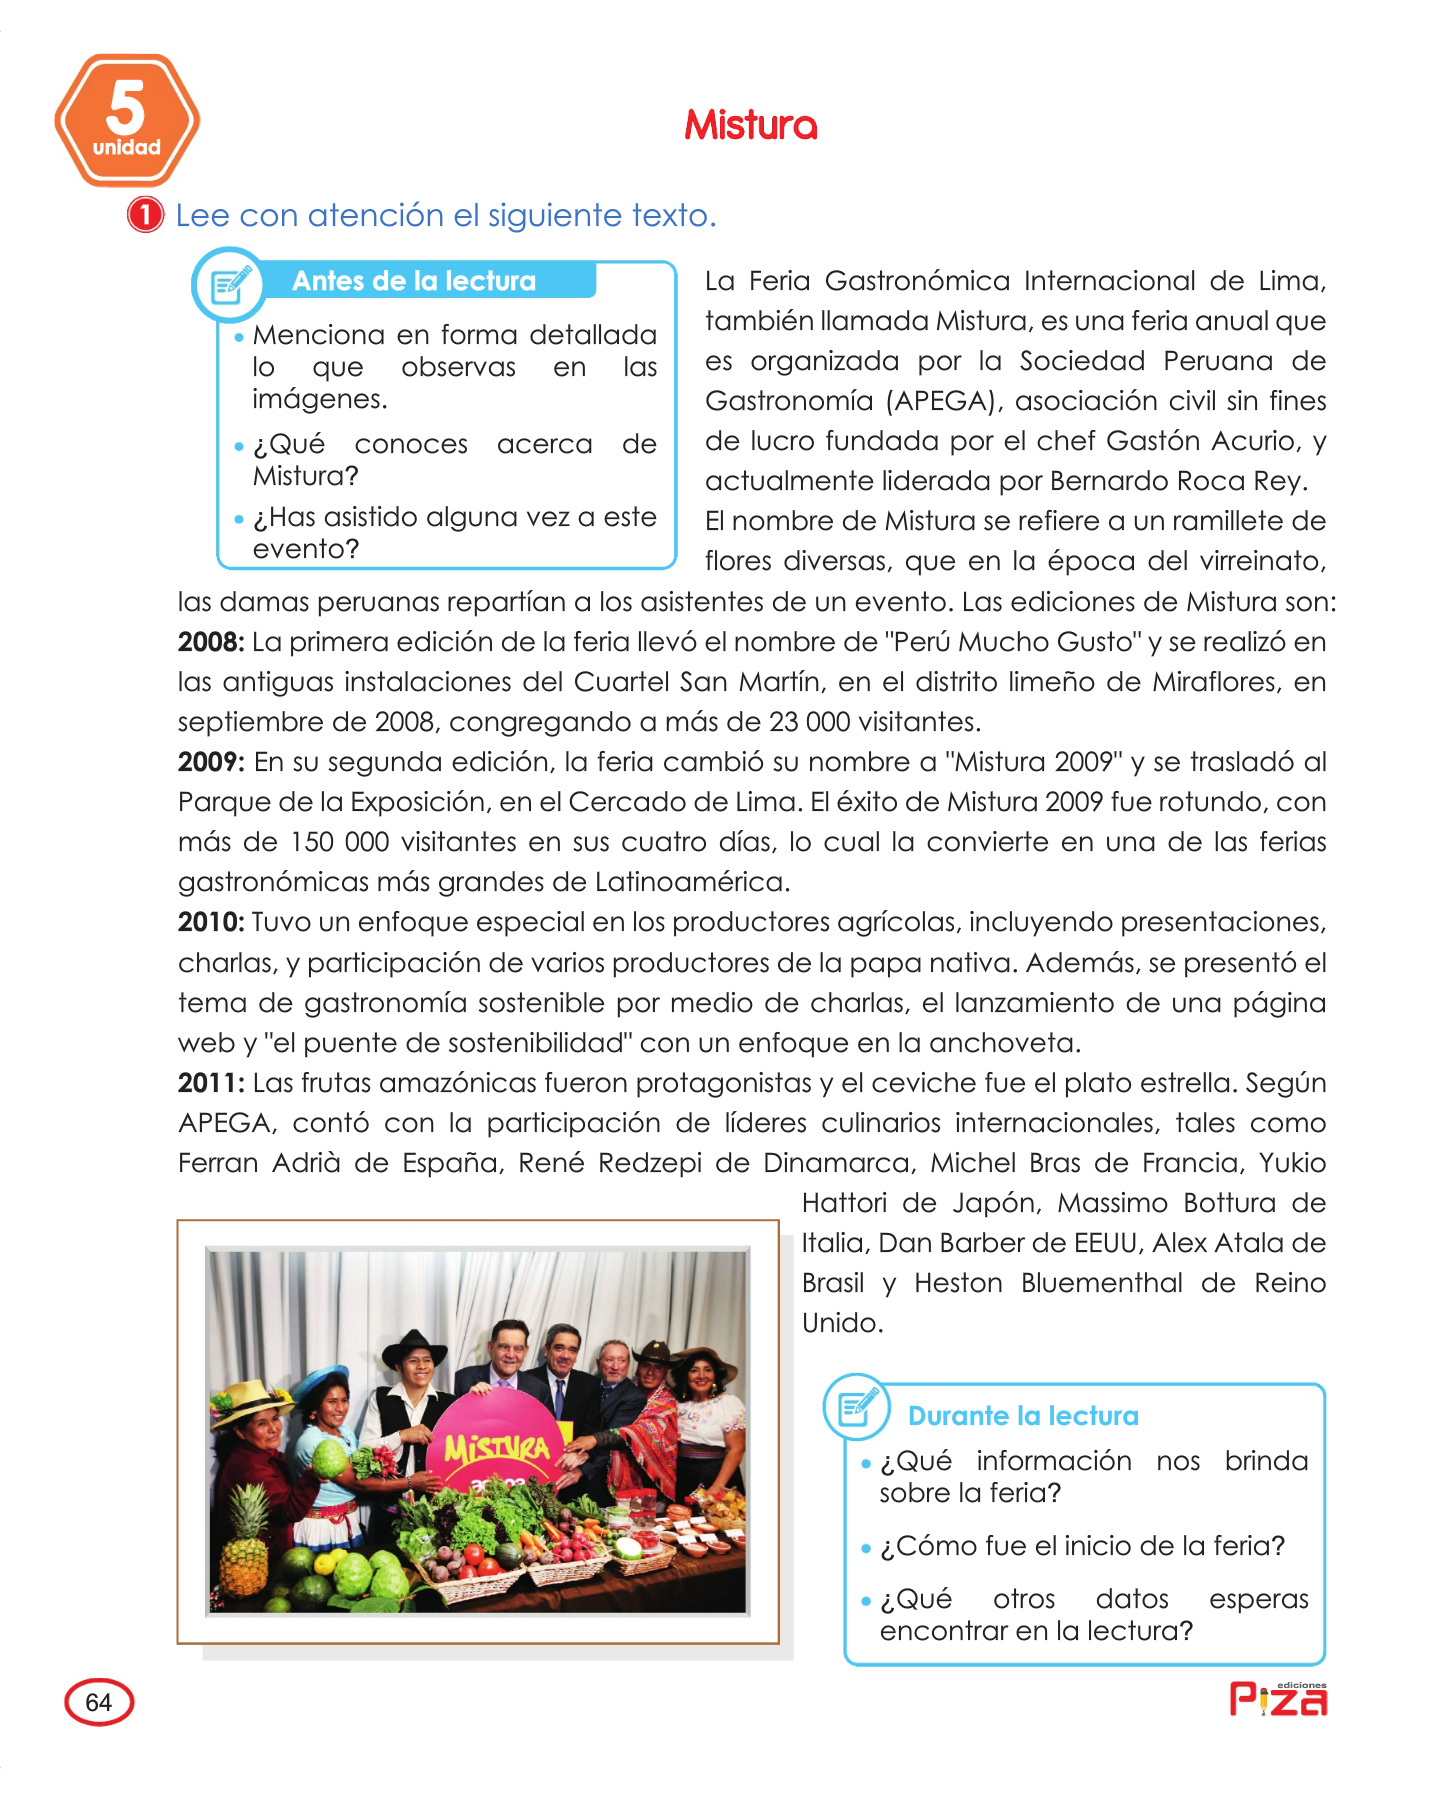 5
unidad
Mistura
1 Lee con atención el siguiente texto.
Antes de la lectura
• Menciona en forma detallada
lo que observas en las
imágenes.
• ¿Qué conoces acerca de
Mistura?
• ¿Has asistido alguna vez a este
evento?
La Feria Gastronómica Internacional de Lima,
también llamada Mistura, es una feria anual que
es organizada por la Sociedad Peruana de
Gastronomía (APEGA), asociación civil sin fines
de lucro fundada por el chef Gastón Acurio, y
actualmente liderada por Bernardo Roca Rey.
El nombre de Mistura se refiere a un ramillete de
flores diversas, que en la época del virreinato,
las damas peruanas repartían a los asistentes de un evento. Las ediciones de Mistura son:
2008: La primera edición de la feria llevó el nombre de "Perú Mucho Gusto" y se realizó en
las antiguas instalaciones del Cuartel San Martín, en el distrito limeño de Miraflores, en
septiembre de 2008, congregando a más de 23 000 visitantes.
2009: En su segunda edición, la feria cambió su nombre a "Mistura 2009" y se trasladó al
Parque de la Exposición, en el Cercado de Lima. El éxito de Mistura 2009 fue rotundo, con
más de 150 000 visitantes en sus cuatro días, lo cual la convierte en una de las ferias
gastronómicas más grandes de Latinoamérica.
2010: Tuvo un enfoque especial en los productores agrícolas, incluyendo presentaciones,
charlas, y participación de varios productores de la papa nativa. Además, se presentó el
tema de gastronomía sostenible por medio de charlas, el lanzamiento de una página
web y "el puente de sostenibilidad" con un enfoque en la anchoveta.
2011: Las frutas amazónicas fueron protagonistas y el ceviche fue el plato estrella. Según
APEGA, contó con la participación de líderes culinarios internacionales, tales como
Ferran Adrià de España, René Redzepi de Dinamarca, Michel Bras de Francia, Yukio
Hattori de Japón, Massimo Bottura de
Italia, Dan Barber de EEUU, Alex Atala de
Brasil y Heston Bluementhal de Reino
Unido.
MISTURA
Durante la lectura
• ¿Qué información nos brinda
sobre la feria?
• ¿Cómo fue el inicio de la feria?
• ¿Qué otros datos esperas
encontrar en la lectura?
64
ediciones
Piza